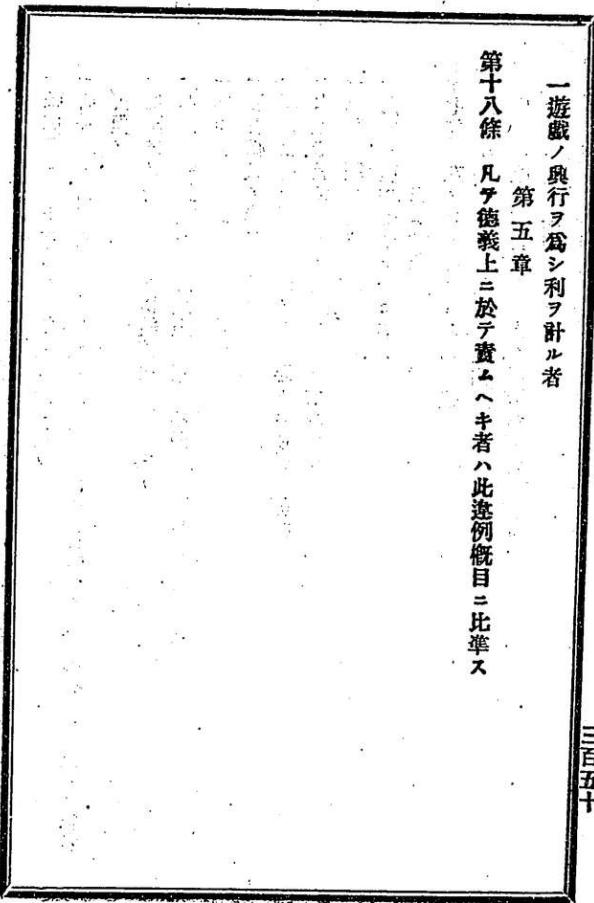 一遊戯ノ興行ヲ爲シ利ヲ計ル者
第五章
第十八條 凡テ德義上ニ於テ責ムヘキ者ハ此違例槪目ニ比準ス
三百五十